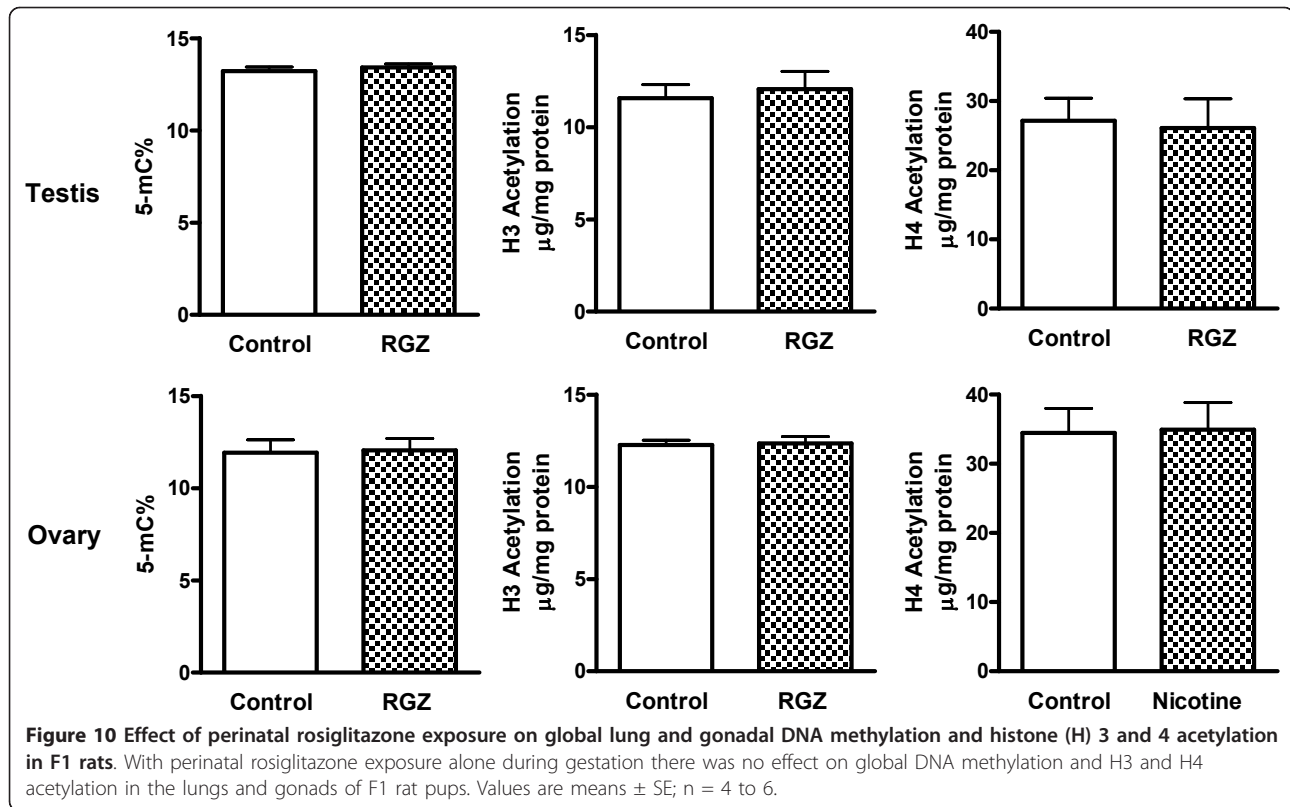 Testis
5-mC%
15
10
5
0
Control RGZ
H3 Acetylation
µg/mg protein
15
10
5
0
Control RGZ
H4 Acetylation
µg/mg protein
40
30
20
10
0
Control RGZ
Ovary
5-mC%
15
10
5
0
Control RGZ
H3 Acetylation
µg/mg protein
15
10
5
0
Control RGZ
H4 Acetylation
µg/mg protein
40
30
20
10
0
Control Nicotine
Figure 10 Effect of perinatal rosiglitazone exposure on global lung and gonadal DNA methylation and histone (H) 3 and 4 acetylation
in F1 rats. With perinatal rosiglitazone exposure alone during gestation there was no effect on global DNA methylation and H3 and H4
acetylation in the lungs and gonads of F1 rat pups. Values are means ± SE; n = 4 to 6.